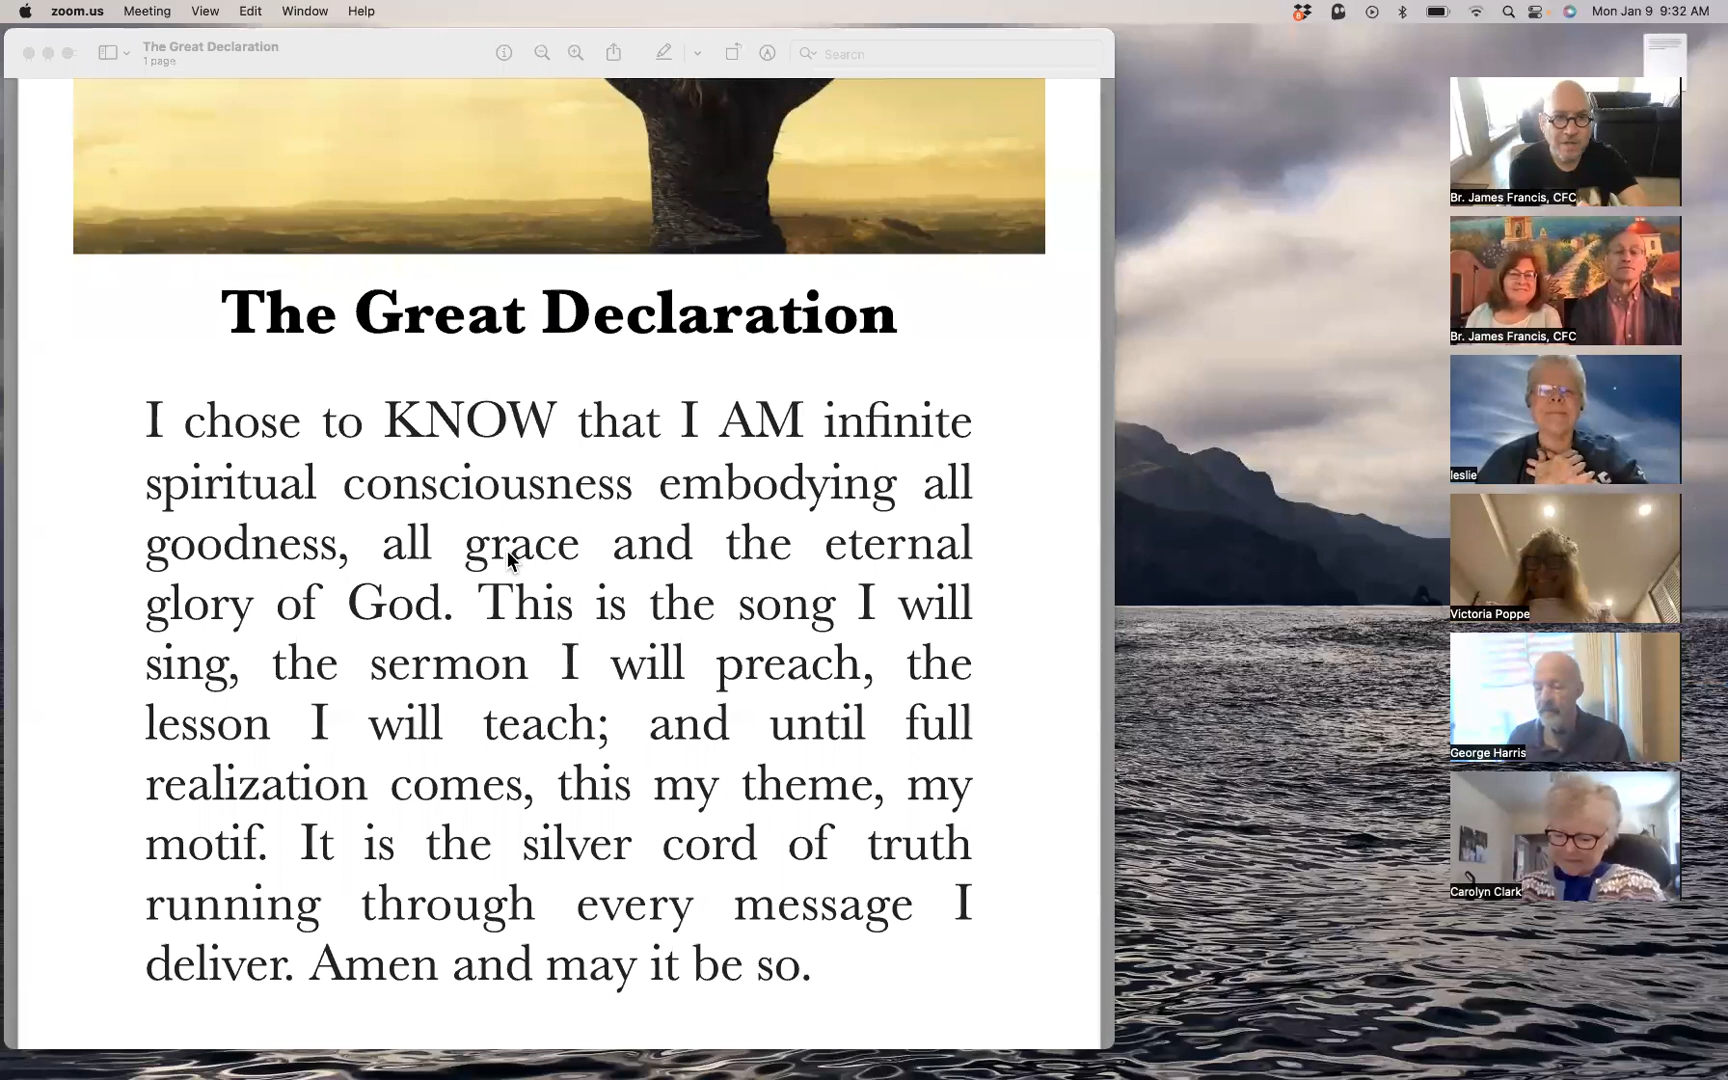 zoom.us Meeting View Edit Window Help
Mon Jan 9 9:32 AM
The Great Declaration
1 page
Search
The Great Declaration
I chose to KNOW that I AM infinite
spiritual consciousness embodying all
goodness, all grace and the eternal
glory of God. This is the song I will
sing, the sermon I will preach, the
lesson I will teach; and until full
realization comes, this my theme, my
motif. It is the silver cord of truth
running through every message I
deliver. Amen and may it be so.
Br. James Francis, CFC
Br. James Francis, CFC
leslie
Victoria Poppe
George Harris
Carolyn Clark